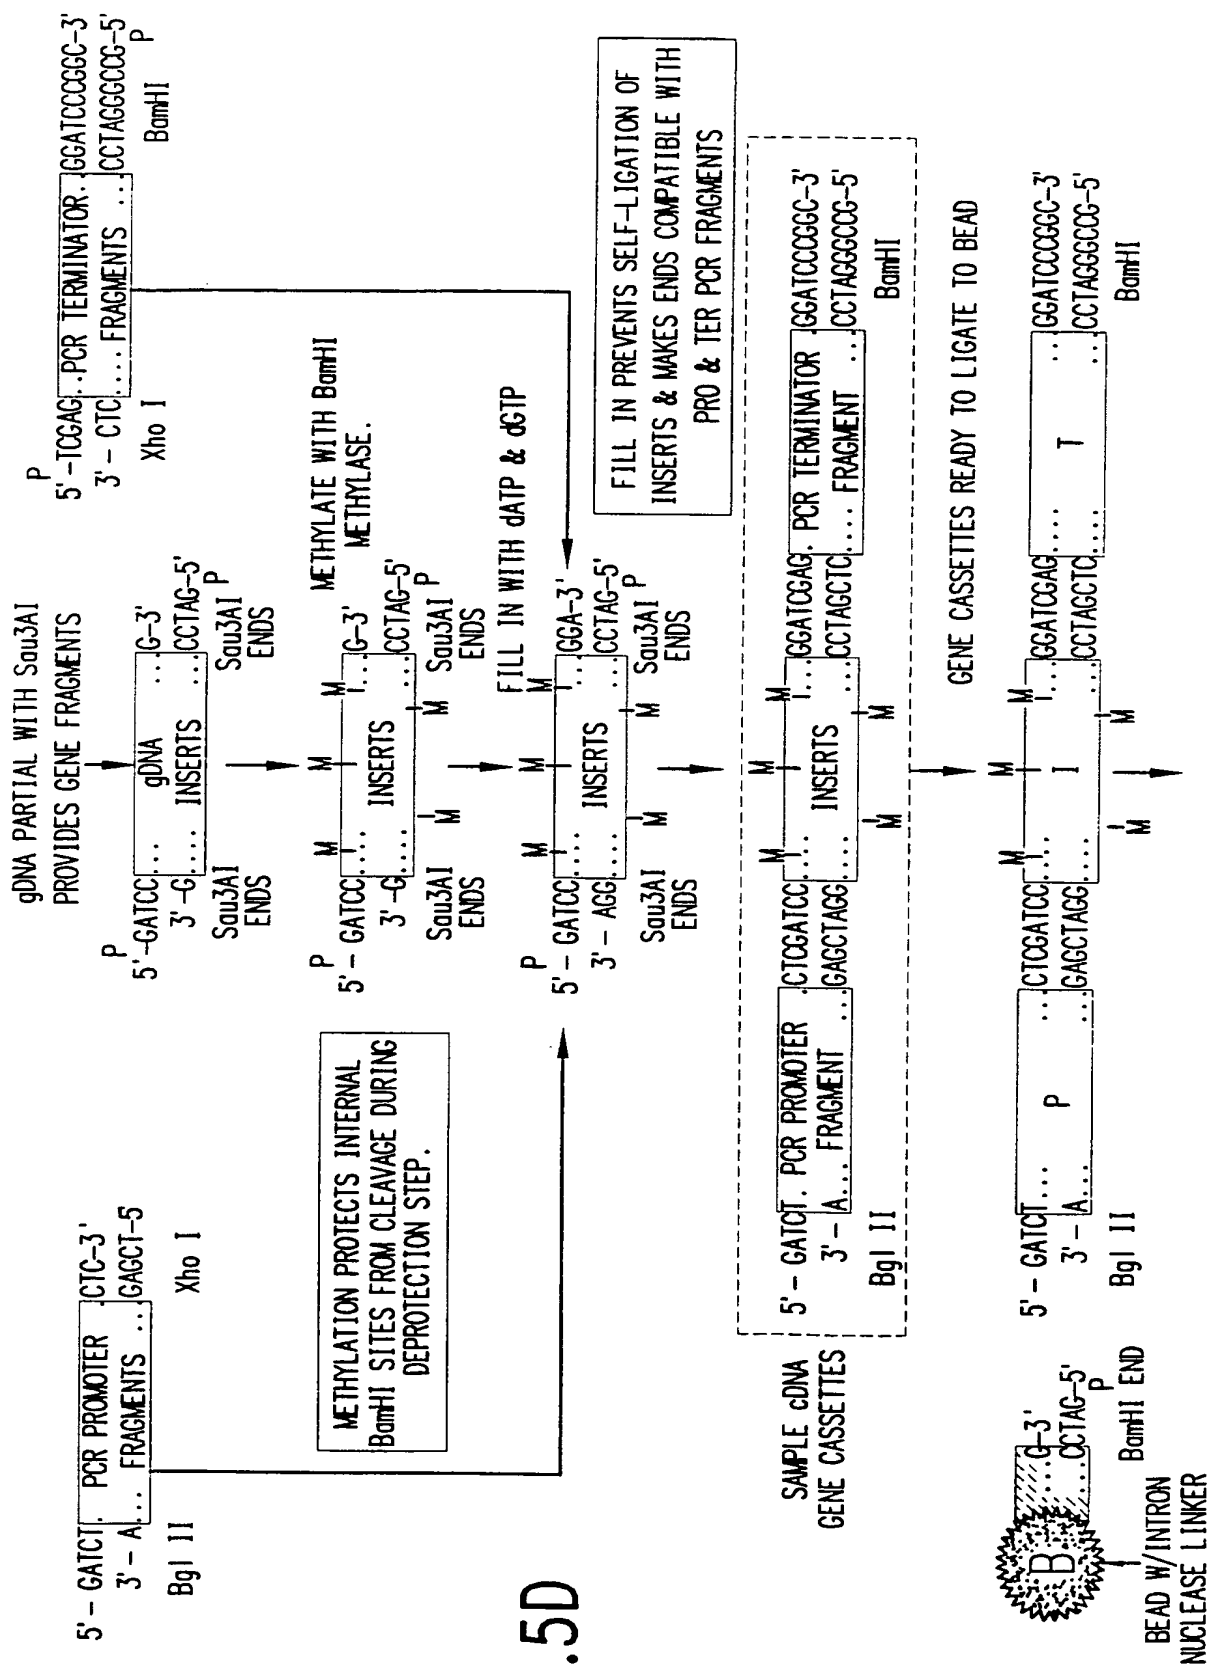 gDNA PARTIAL WITH Sau3AI
PROVIDES GENE FRAGMENTS
5'- GATCT. PCR PROMOTER .CTC-3'
3'- A... FRAGMENTS ...GAGCT-5
Bgl II
Xho I
P
5'-GATCC... gDNA ...G-3'
3'-G.... INSERTS ...CCTAG-5'
P
Sau3AI
ENDS
Sau3AI
ENDS
P
5'-TCGAG..PCR TERMINATOR..GGATCCCGGC-3'
3'- CTC....FRAGMENTS ...CCTAGGGCCG-5'
P
Xho I
BamHI
METHYLATION PROTECTS INTERNAL
BamHI SITES FROM CLEAVAGE DURING
DEPROTECTION STEP.
METHYLATE WITH BamHI
METHYLASE.
M M M
P
5'- GATCC.... ...G-3'
INSERTS
3'-G.... ...CCTAG-5'
P
M M
Sau3AI
ENDS
Sau3AI
ENDS
FILL IN WITH dATP & dGTP
M M M
P
5'- GATCC.... ...GGA-3'
INSERTS
3'- AGG.... ...CCTAG-5'
P
M M
Sau3AI
ENDS
Sau3AI
ENDS
.5D
FILL IN PREVENTS SELF-LIGATION OF
INSERTS & MAKES ENDS COMPATIBLE WITH
PRO & TER PCR FRAGMENTS
SAMPLE cDNA
GENE CASSETTES
M M M
5'- GATCT. PCR PROMOTER .CTCGATCC.... INSERTS ...GGATCGAG. PCR TERMINATOR .GGATCCCGGC-3'
3'- A... FRAGMENT ...GAGCTAGG.... ...CCTAGCTC.... FRAGMENT ...CCTAGGGCCG-5'
M M
Bgl II
BamHI
GENE CASSETTES READY TO LIGATE TO BEAD
M M M
B
....G-3'
....CCTAG-5'
P
BamHI END
BEAD W/INTRON
NUCLEASE LINKER
5'- GATCT... P ...CTCGATCC.... I ...GGATCGAG.... T ...GGATCCCGGC-3'
3'- A... ...GAGCTAGG.... ...CCTAGCTC.... ...CCTAGGGCCG-5'
M M
Bgl II
BamHI